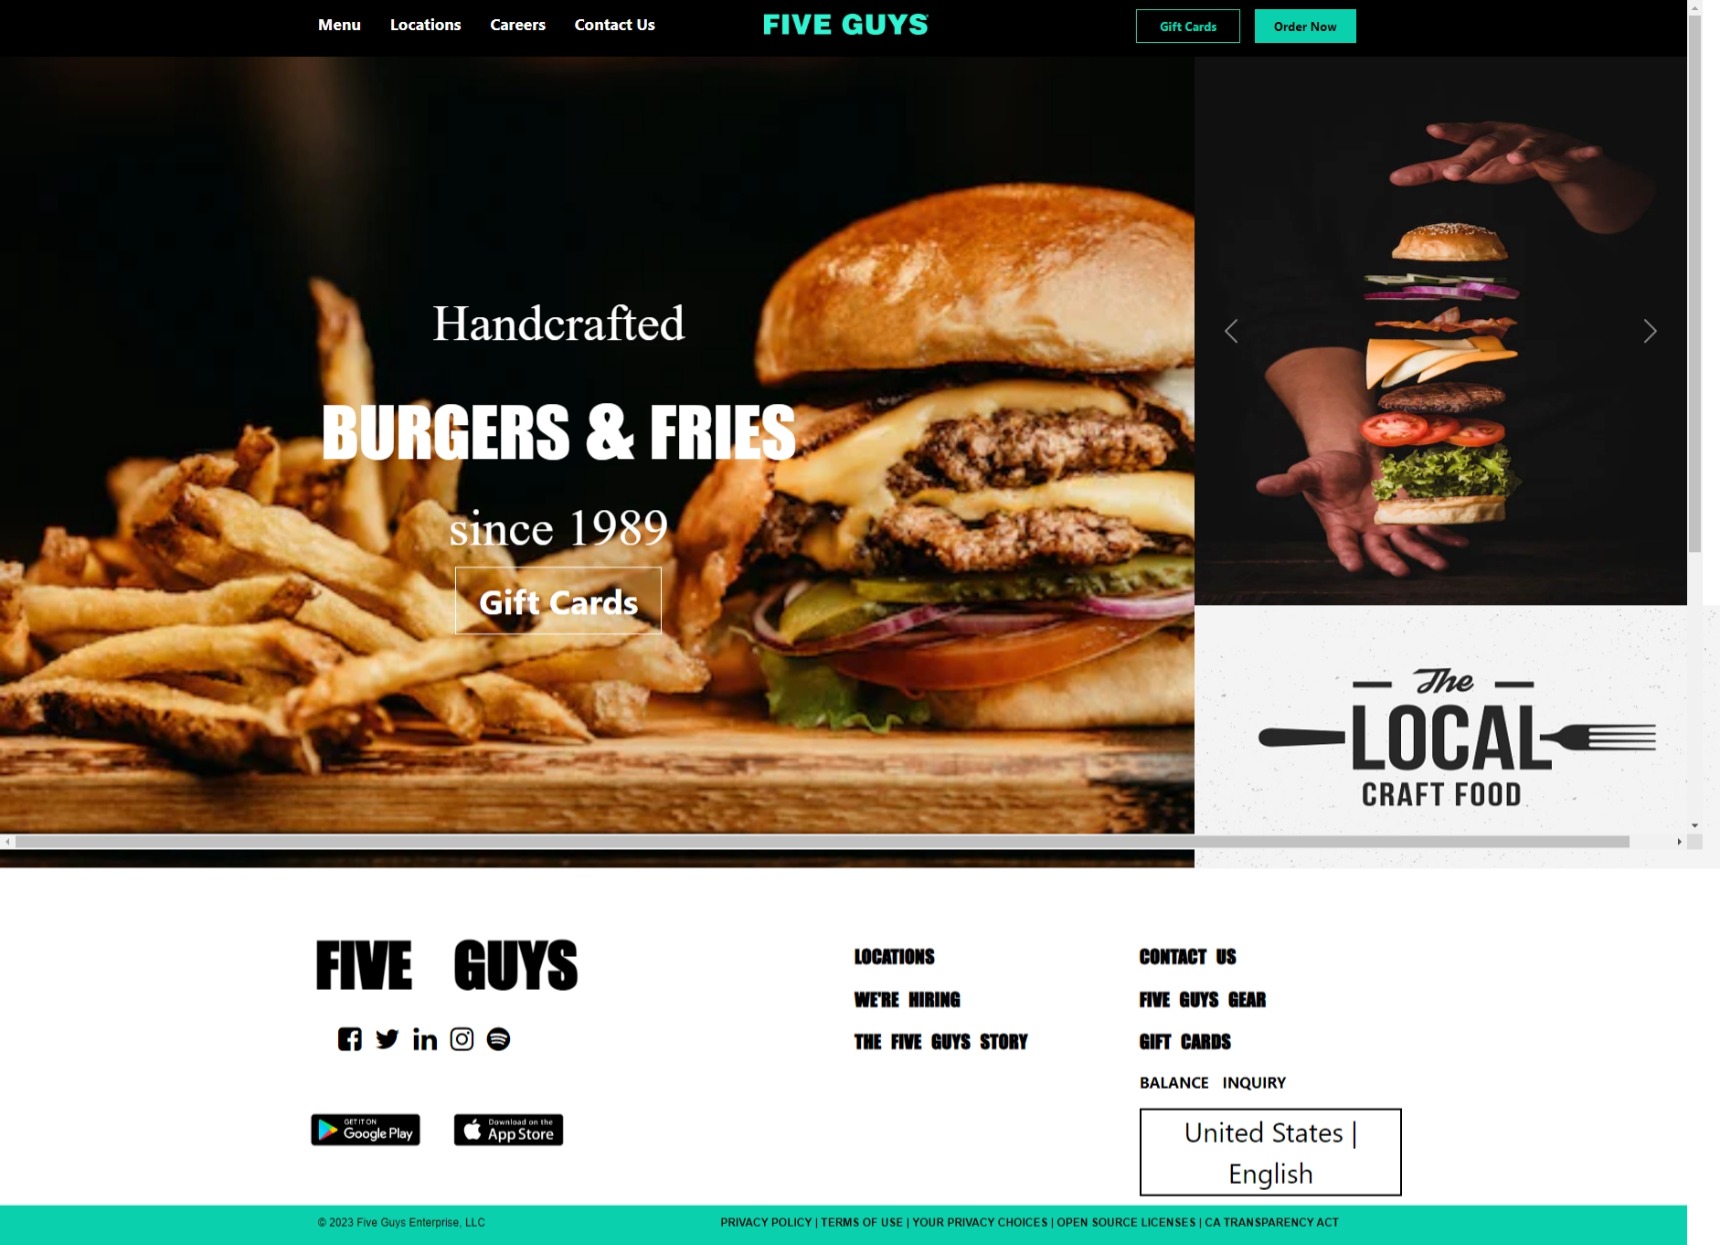 Menu Locations Careers Contact Us FIVE GUYS Gift Cards Order Now
Handcrafted
BURGERS & FRIES
since 1989
Gift Cards
The
LOCAL
CRAFT FOOD
FIVE GUYS
LOCATIONS
WE'RE HIRING
THE FIVE GUYS STORY
CONTACT US
FIVE GUYS GEAR
GIFT CARDS
BALANCE INQUIRY
in
GET IT ON
Google Play
Download on the
App Store
United States |
English
© 2023 Five Guys Enterprise, LLC
PRIVACY POLICY | TERMS OF USE | YOUR PRIVACY CHOICES | OPEN SOURCE LICENSES | CA TRANSPARENCY ACT